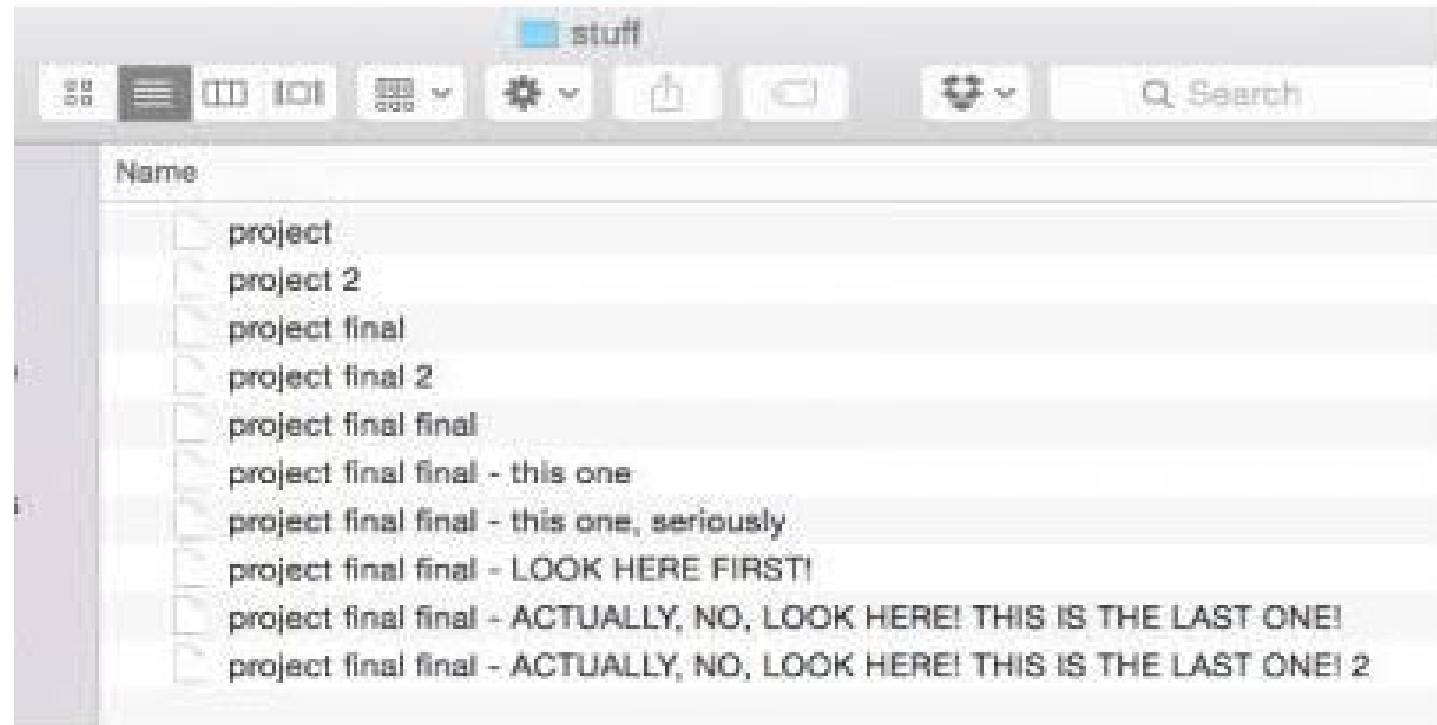 stuff
Search
Name
project
project 2
project final
project final 2
project final final
project final final - this one
project final final - this one, seriously
project final final - LOOK HERE FIRST!
project final final - ACTUALLY, NO, LOOK HERE! THIS IS THE LAST ONE!
project final final - ACTUALLY, NO, LOOK HERE! THIS IS THE LAST ONE! 2